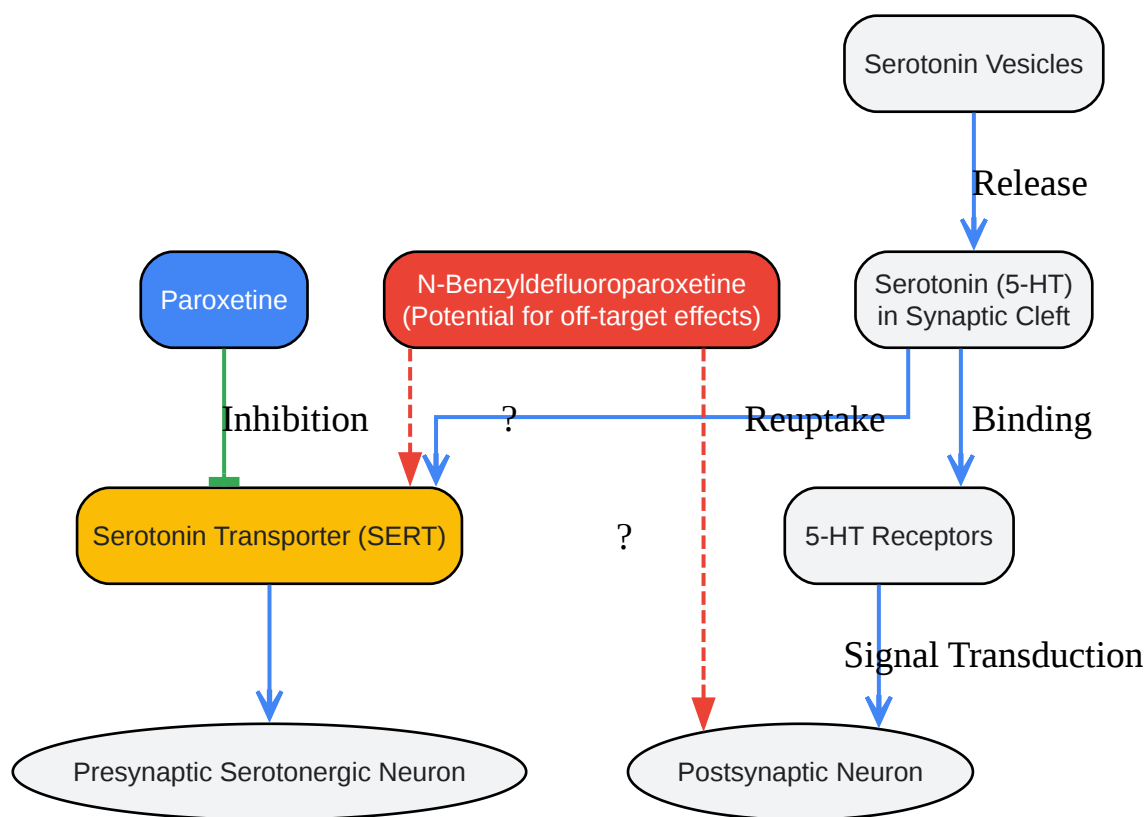 Serotonin Vesicles
Release
Paroxetine
N-Benzyldefluoroparoxetine
(Potential for off-target effects)
Serotonin (5-HT)
in Synaptic Cleft
Inhibition
?
Reuptake
Binding
Serotonin Transporter (SERT)
?
5-HT Receptors
Signal Transduction
Presynaptic Serotonergic Neuron
Postsynaptic Neuron